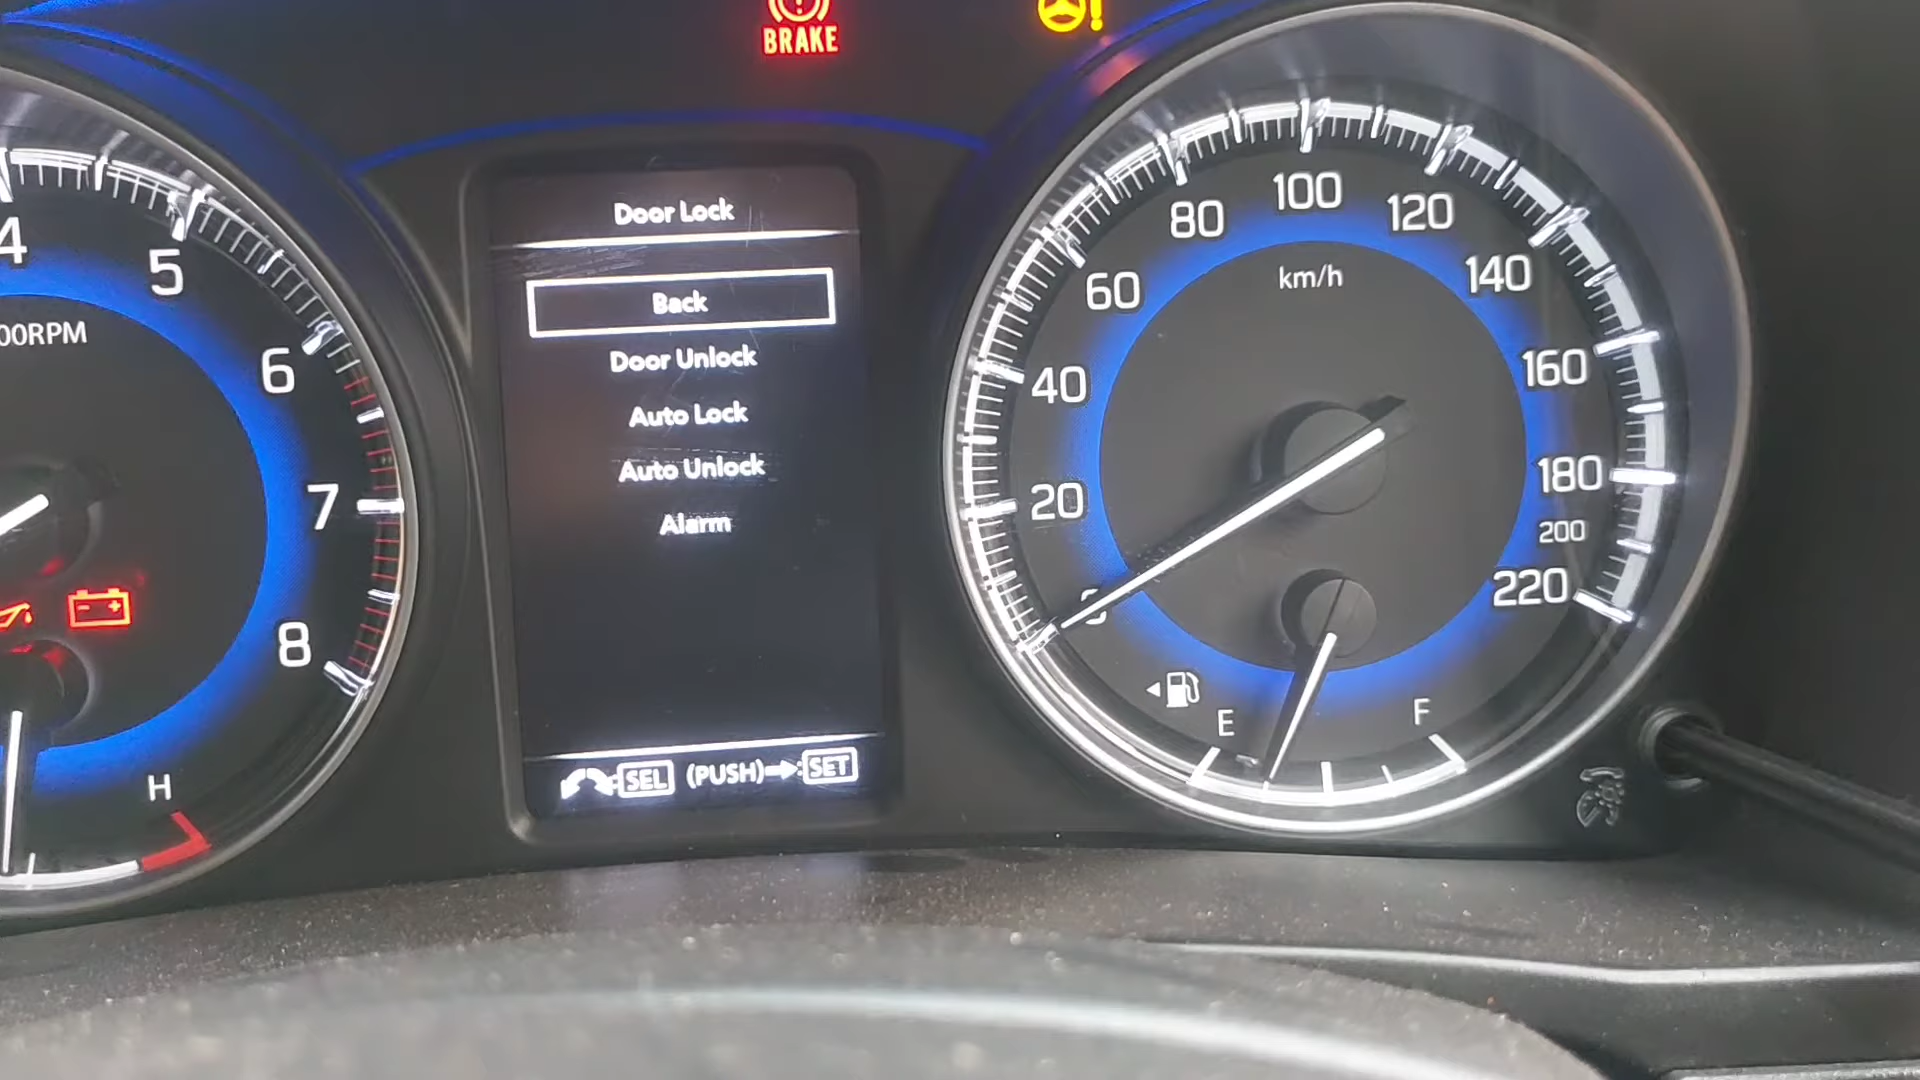 BRAKE
4
5
6
7
8
00RPM
H
Door Lock
Back
Door Unlock
Auto Lock
Auto Unlock
Alarm
SEL (PUSH) SET
20
40
60
80
100
120
140
160
180
200
220
km/h
E
F